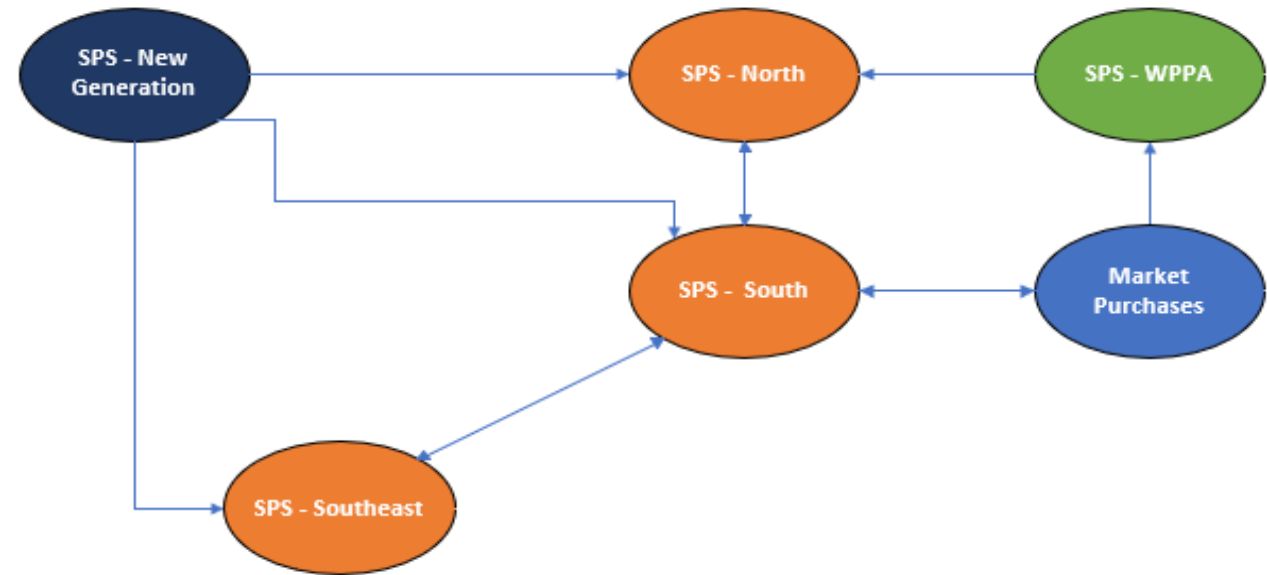 SPS - New
Generation
SPS - North
SPS - WPPA
SPS -  South
Market
Purchases
SPS - Southeast